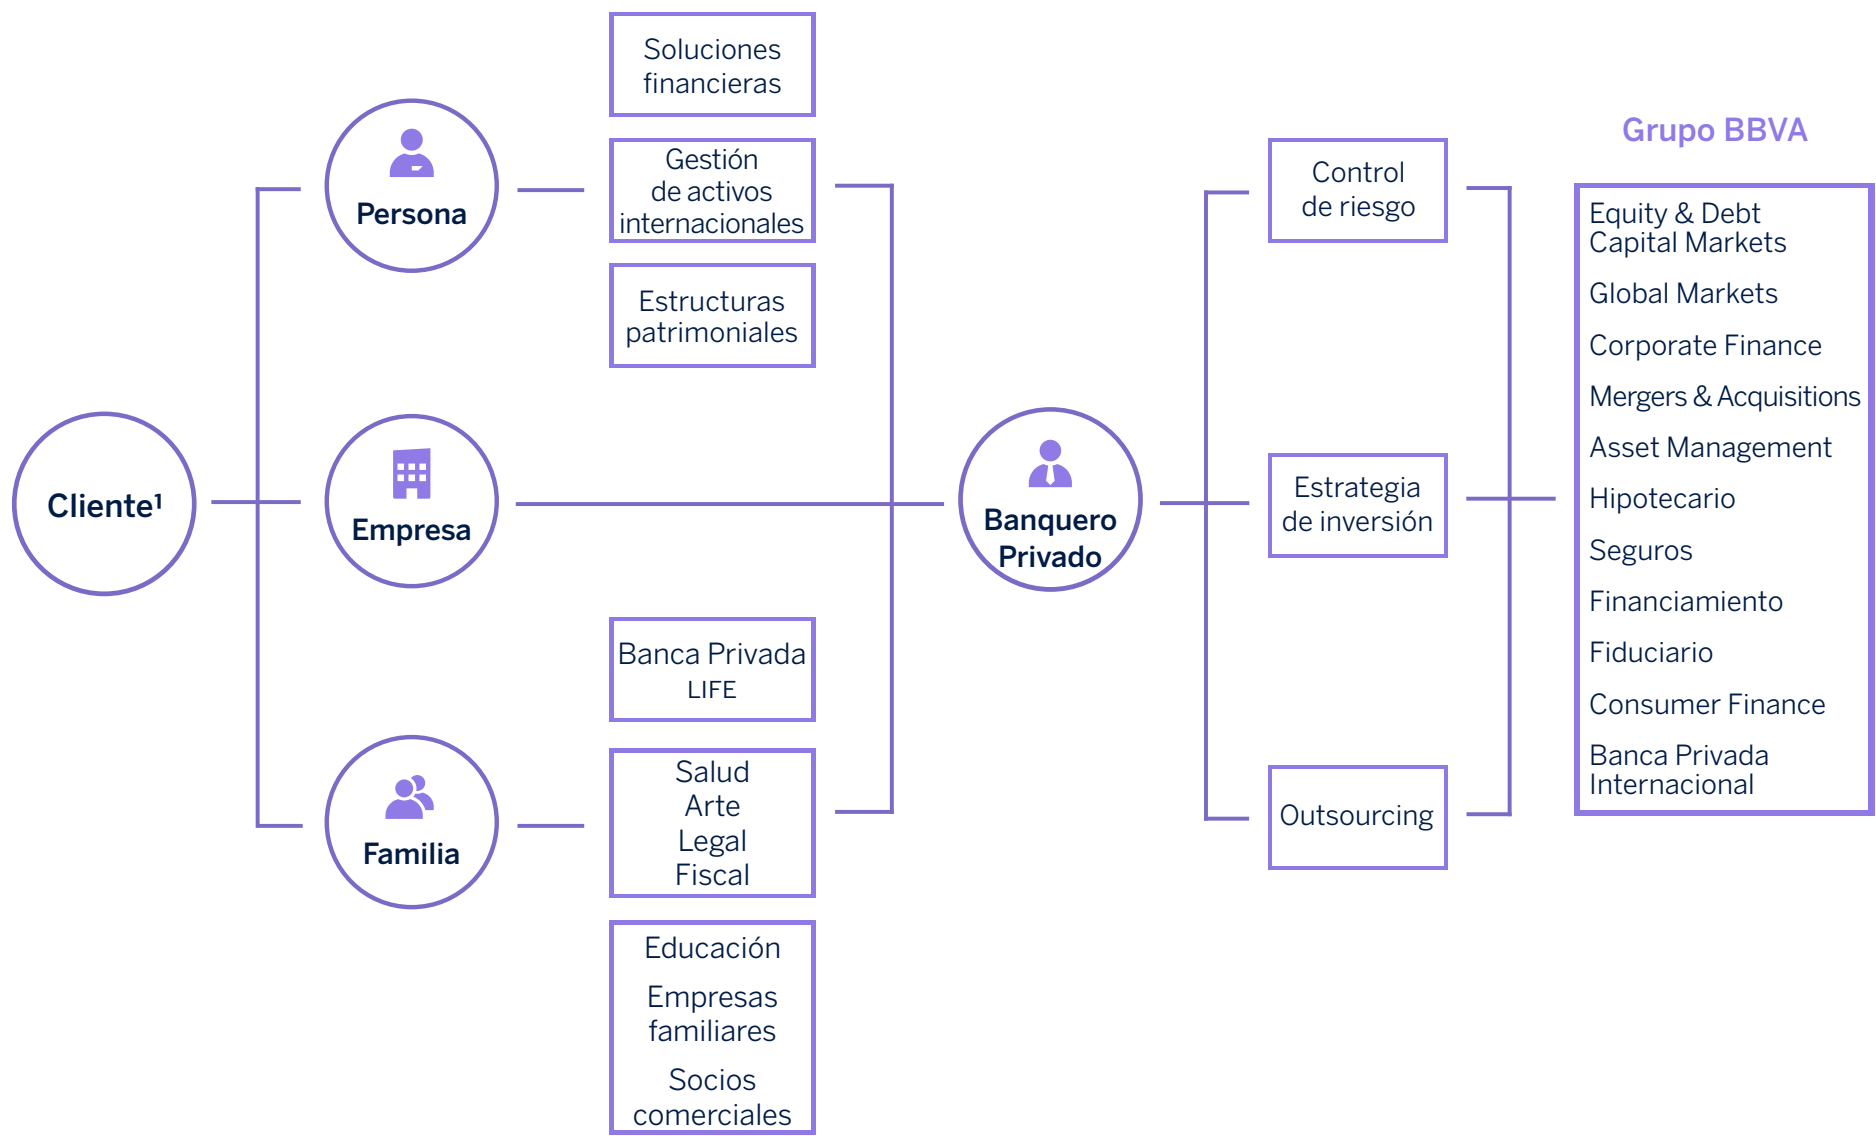 Cliente¹
Persona
Empresa
Familia
Soluciones
financieras
Gestión
de activos
internacionales
Estructuras
patrimoniales
Banca Privada
LIFE
Salud
Arte
Legal
Fiscal
Educación
Empresas
familiares
Socios
comerciales
Banquero
Privado
Control
de riesgo
Estrategia
de inversión
Outsourcing
Grupo BBVA
Equity & Debt
Capital Markets
Global Markets
Corporate Finance
Mergers & Acquisitions
Asset Management
Hipotecario
Seguros
Financiamiento
Fiduciario
Consumer Finance
Banca Privada
Internacional